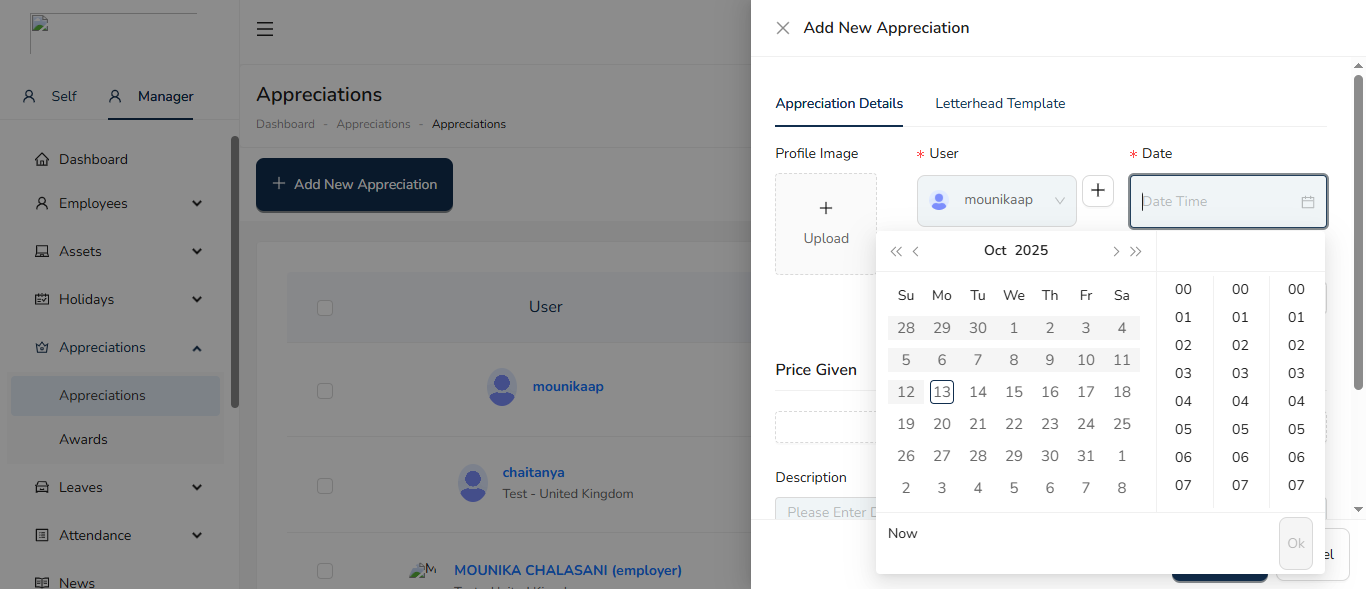 Self
Manager
Dashboard
Employees
Assets
Holidays
Appreciations
Appreciations
Awards
Leaves
Attendance
News
Appreciations
Dashboard - Appreciations - Appreciations
+ Add New Appreciation
User
mounikaap
chaitanya
Test - United Kingdom
MOUNIKA CHALASANI (employer)
Add New Appreciation
Appreciation Details
Letterhead Template
Profile Image
* User
* Date
+
Upload
mounikaap
+
Date Time
Oct 2025
Su Mo Tu We Th Fr Sa
28 29 30 1 2 3 4
5 6 7 8 9 10 11
12 13 14 15 16 17 18
19 20 21 22 23 24 25
26 27 28 29 30 31 1
2 3 4 5 6 7 8
00 00 00
01 01 01
02 02 02
03 03 03
04 04 04
05 05 05
06 06 06
07 07 07
Now
Ok
Price Given
Description
Please Enter D
el